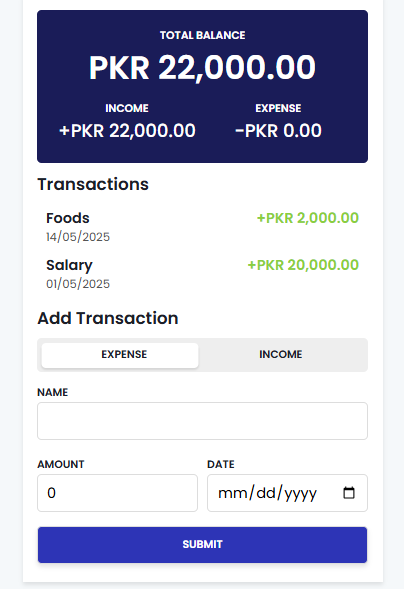 TOTAL BALANCE
PKR 22,000.00
INCOME EXPENSE
+PKR 22,000.00 -PKR 0.00
Transactions
Foods +PKR 2,000.00
14/05/2025
Salary +PKR 20,000.00
01/05/2025
Add Transaction
EXPENSE INCOME
NAME
AMOUNT DATE
0 mm/dd/yyyy
SUBMIT